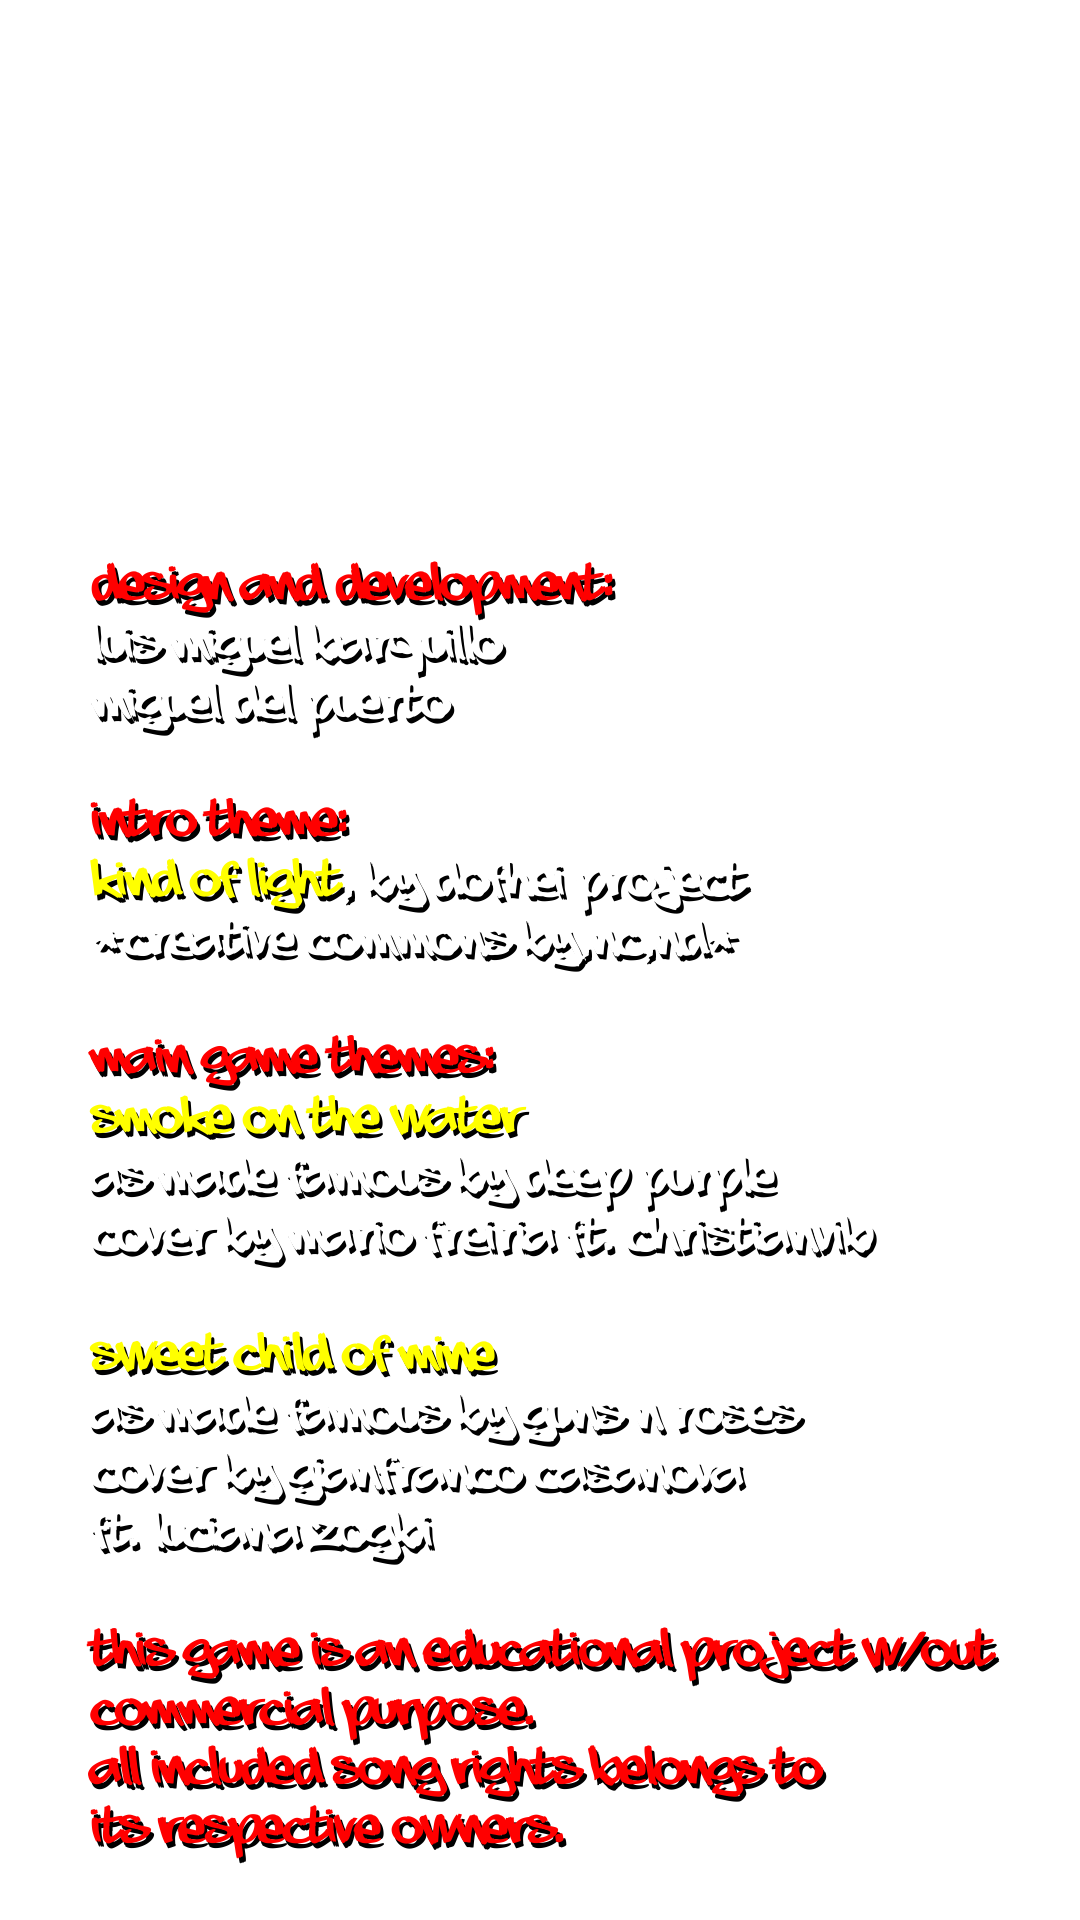 design and development:
luis miguel karquillo
miguel del puerto
intro theme:
kind of light, by dofhei project
*creative commons by,nc,nd*
main game themes:
smoke on the water
as made famous by deep purple
cover by mario freiria ft. christianvib
sweet child of mine
as made famous by guns n roses
cover by gianfranco casanova
ft. luciana zogbi
this game is an educational project w/out
commercial purpose.
all included song rights belongs to
its respective owners.